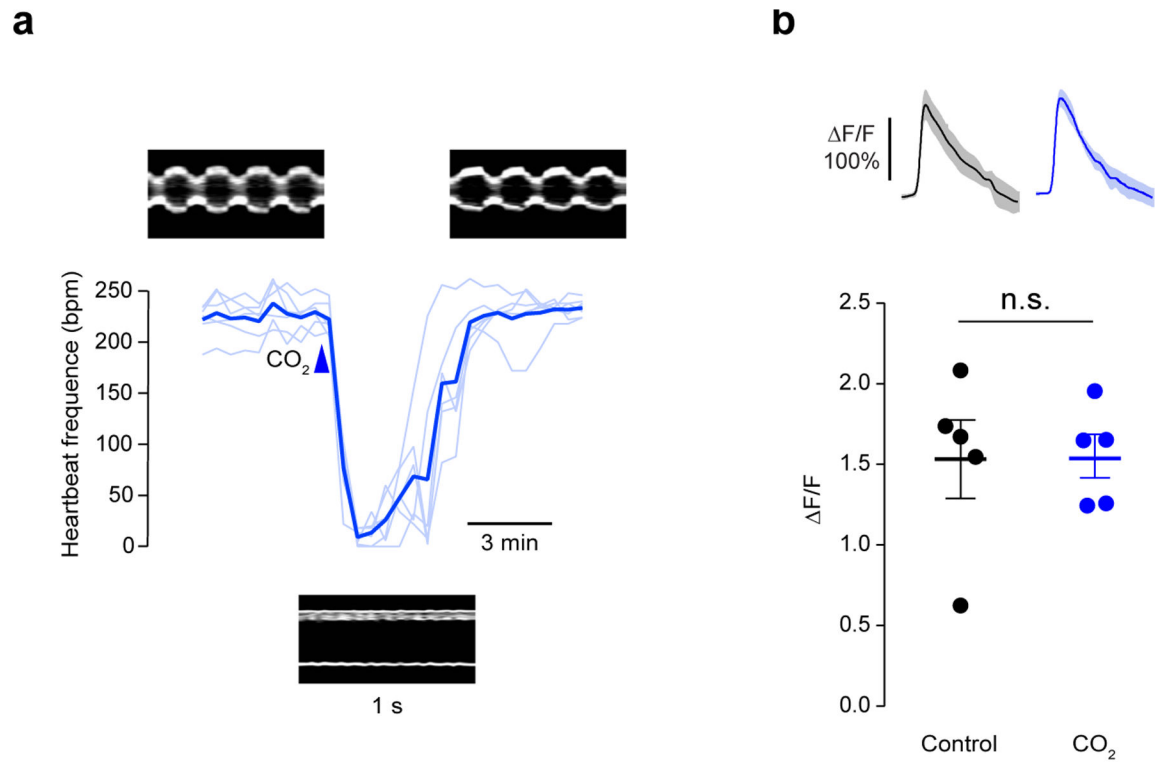 a
Heartbeat frequence (bpm)
250
200
150
100
50
0
CO₂
3 min
1 s
b
ΔF/F
100%
n.s.
ΔF/F
2.5
2.0
1.5
1.0
0.5
0.0
Control
CO₂